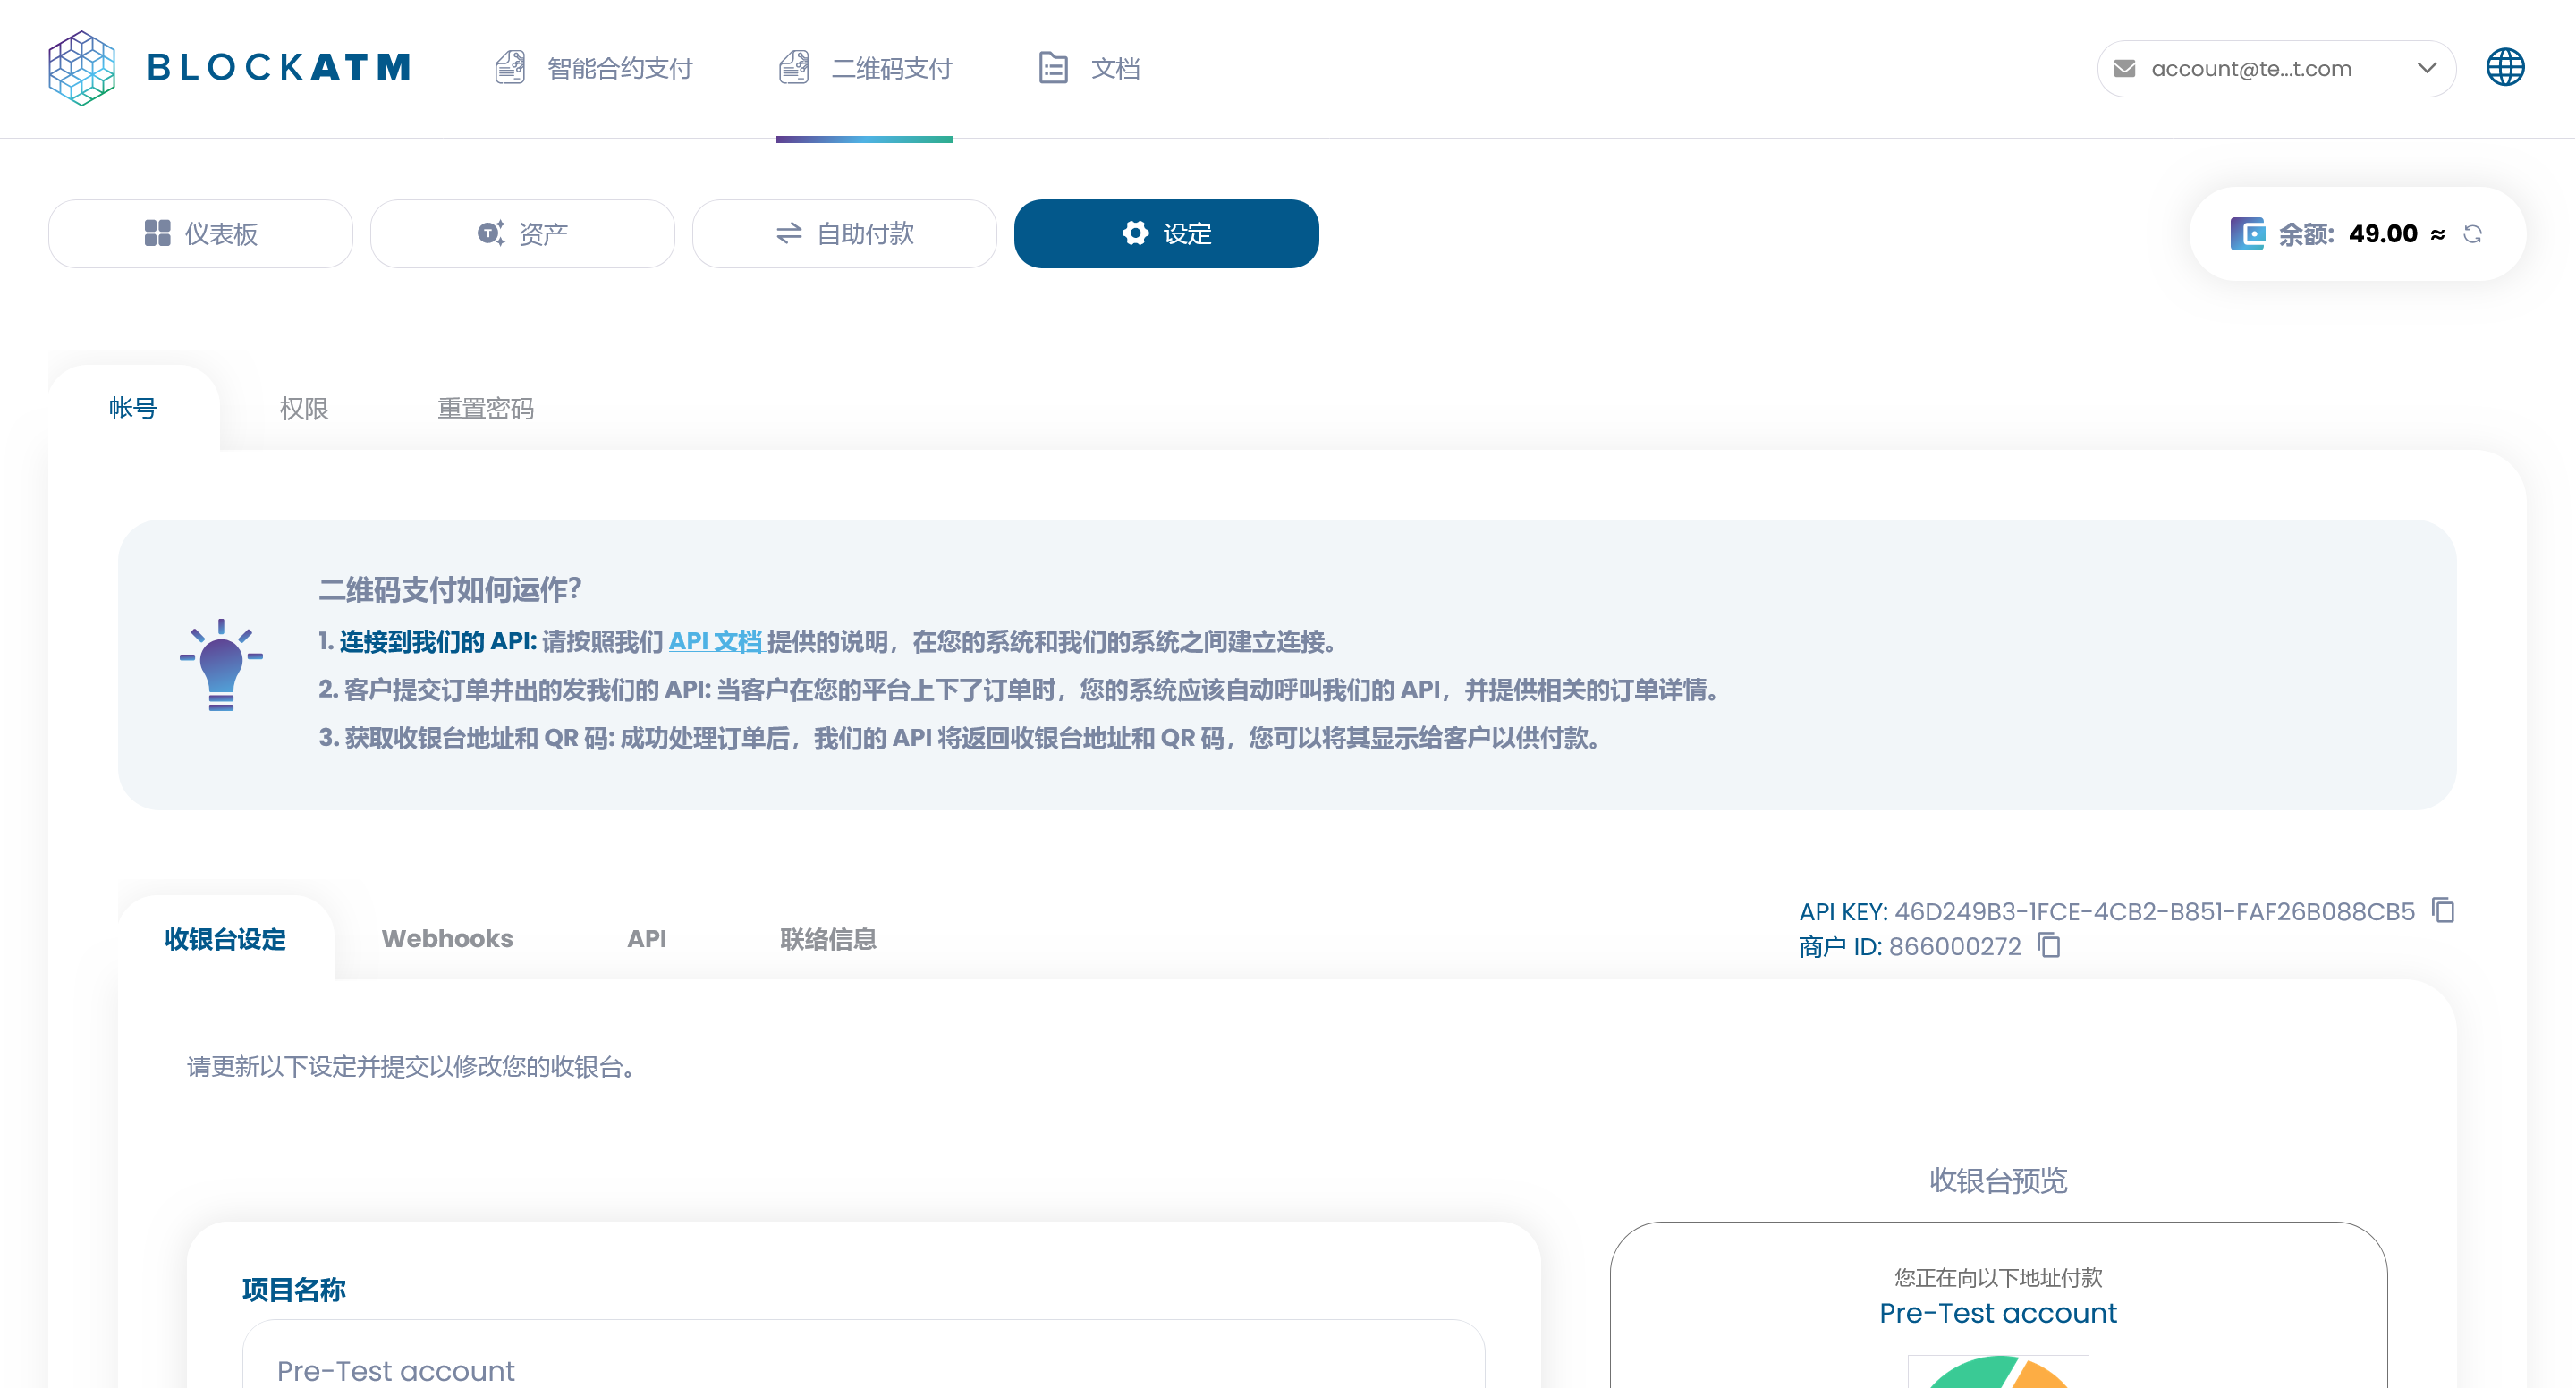 BLOCKATM
智能合约支付
二维码支付
文档
account@te...t.com
仪表板
资产
自助付款
设定
余额: 49.00 ≈
帐号
权限
重置密码
二维码支付如何运作?
1. 连接到我们的 API: 请按照我们 API 文档 提供的说明，在您的系统和我们的系统之间建立连接。
2. 客户提交订单并出的发我们的 API: 当客户在您的平台上下了订单时，您的系统应该自动呼叫我们的 API，并提供相关的订单详情。
3. 获取收银台地址和 QR 码: 成功处理订单后，我们的 API 将返回收银台地址和 QR 码，您可以将其显示给客户以供付款。
收银台设定
Webhooks
API
联络信息
API KEY: 46D249B3-1FCE-4CB2-B851-FAF26B088CB5
商户 ID: 866000272
请更新以下设定并提交以修改您的收银台。
收银台预览
项目名称
Pre-Test account
您正在向以下地址付款
Pre-Test account